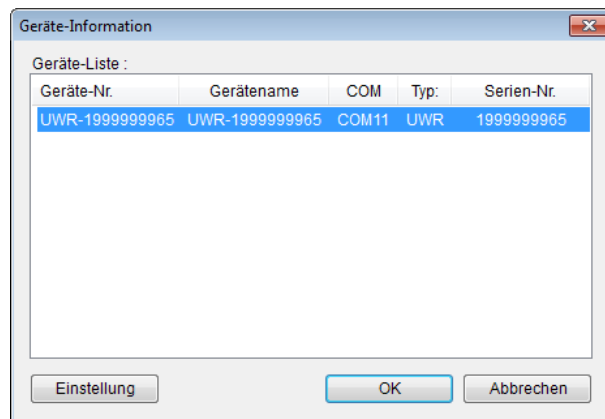 Geräte-Information
Geräte-Liste :
Geräte-Nr. Gerätename COM Typ: Serien-Nr.
UWR-1999999965 UWR-1999999965 COM11 UWR 1999999965
Einstellung OK Abbrechen